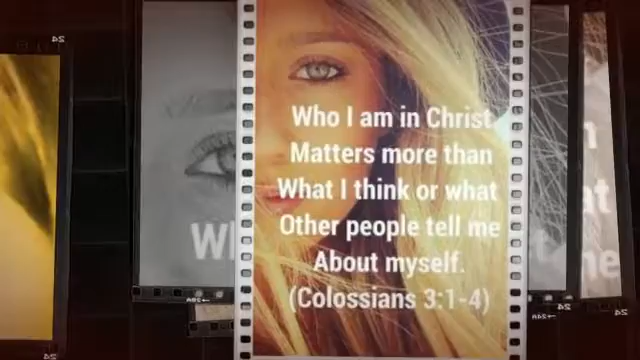 Who I am in Christ
Matters more than
What I think or what
Other people tell me
About myself.
(Colossians 3:1-4)